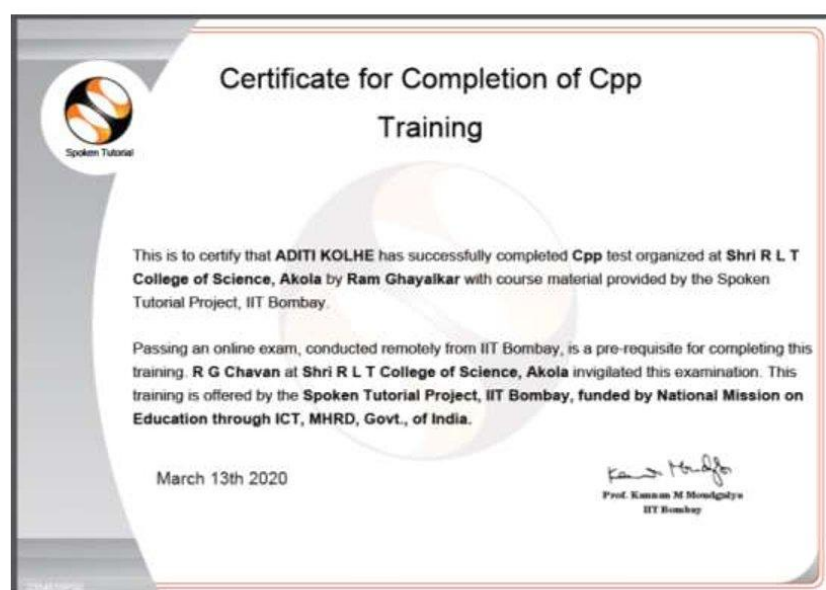 Certificate for Completion of Cpp
Training
Spoken Tutorial
This is to certify that ADITI KOLHE has successfully completed Cpp test organized at Shri R L T
College of Science, Akola by Ram Ghayalkar with course material provided by the Spoken
Tutorial Project, IIT Bombay.
Passing an online exam, conducted remotely from IIT Bombay, is a pre-requisite for completing this
training. R G Chavan at Shri R L T College of Science, Akola invigilated this examination. This
training is offered by the Spoken Tutorial Project, IIT Bombay, funded by National Mission on
Education through ICT, MHRD, Govt., of India.
March 13th 2020
Prof. Kannan M Moudgalya
IIT Bombay